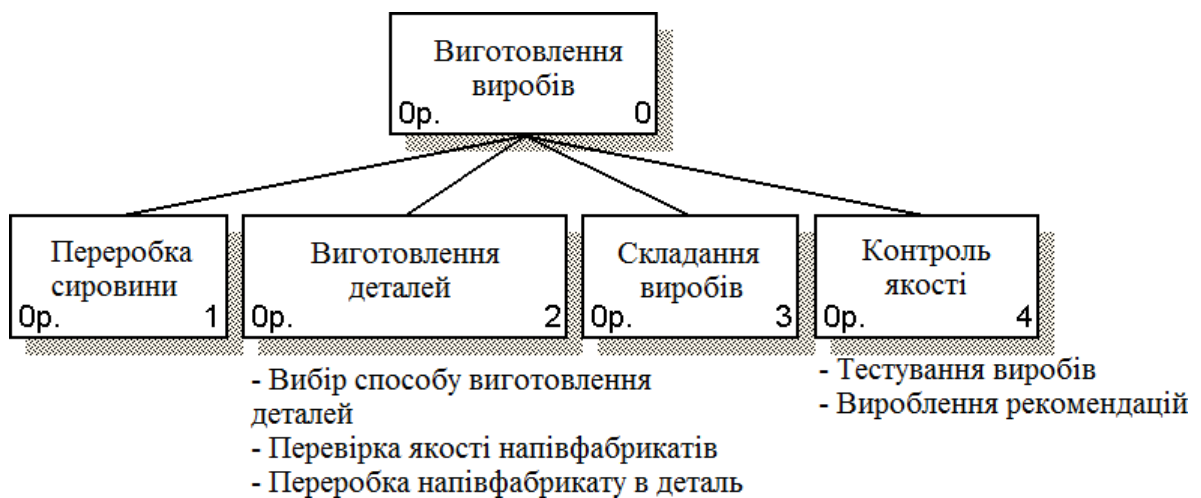 Виготовлення
виробів
0р. 0
Переробка
сировини
0р. 1
Виготовлення
деталей
0р. 2
Складання
виробів
0р. 3
Контроль
якості
0р. 4
- Вибір способу виготовлення
деталей
- Перевірка якості напівфабрикатів
- Переробка напівфабрикату в деталь
- Тестування виробів
- Вироблення рекомендацій